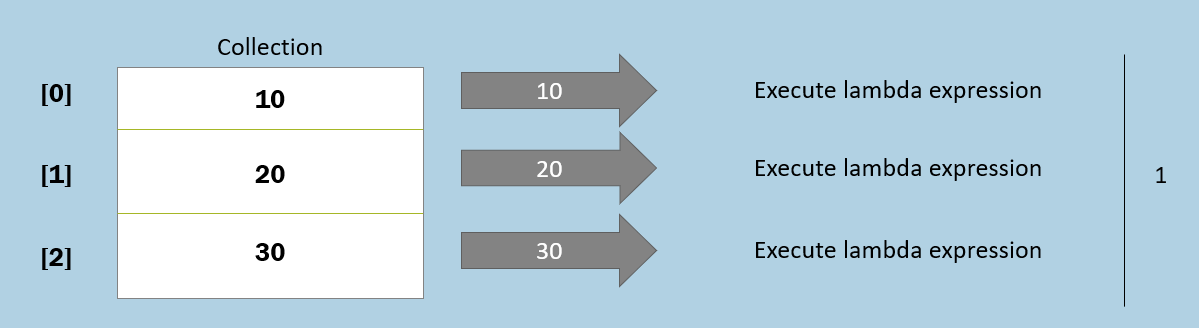 Collection
[0]
10
10
Execute lambda expression
[1]
20
20
Execute lambda expression
1
[2]
30
30
Execute lambda expression